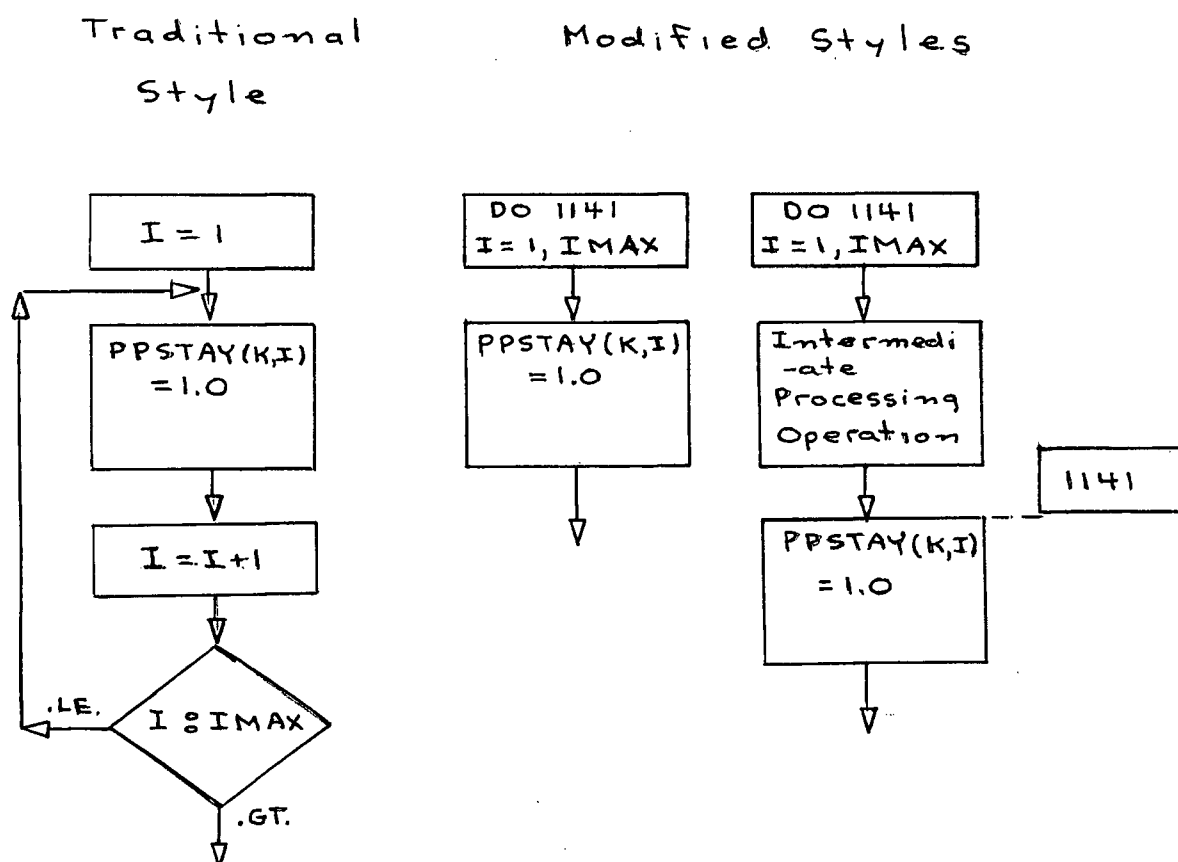 Traditional
Style
Modified Styles
I = 1
PPSTAY(K,I)
= 1.0
I = I+1
I : IMAX
.LE.
.GT.
DO 1141
I = 1, IMAX
PPSTAY(K,I)
= 1.0
DO 1141
I = 1, IMAX
Intermedi
-ate
Processing
Operation
1141
PPSTAY(K,I)
= 1.0